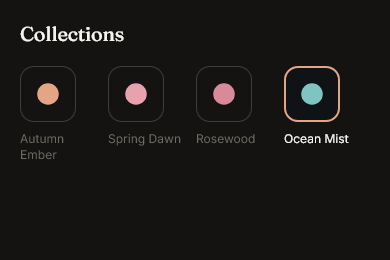 Collections
Autumn
Ember
Spring Dawn
Rosewood
Ocean Mist